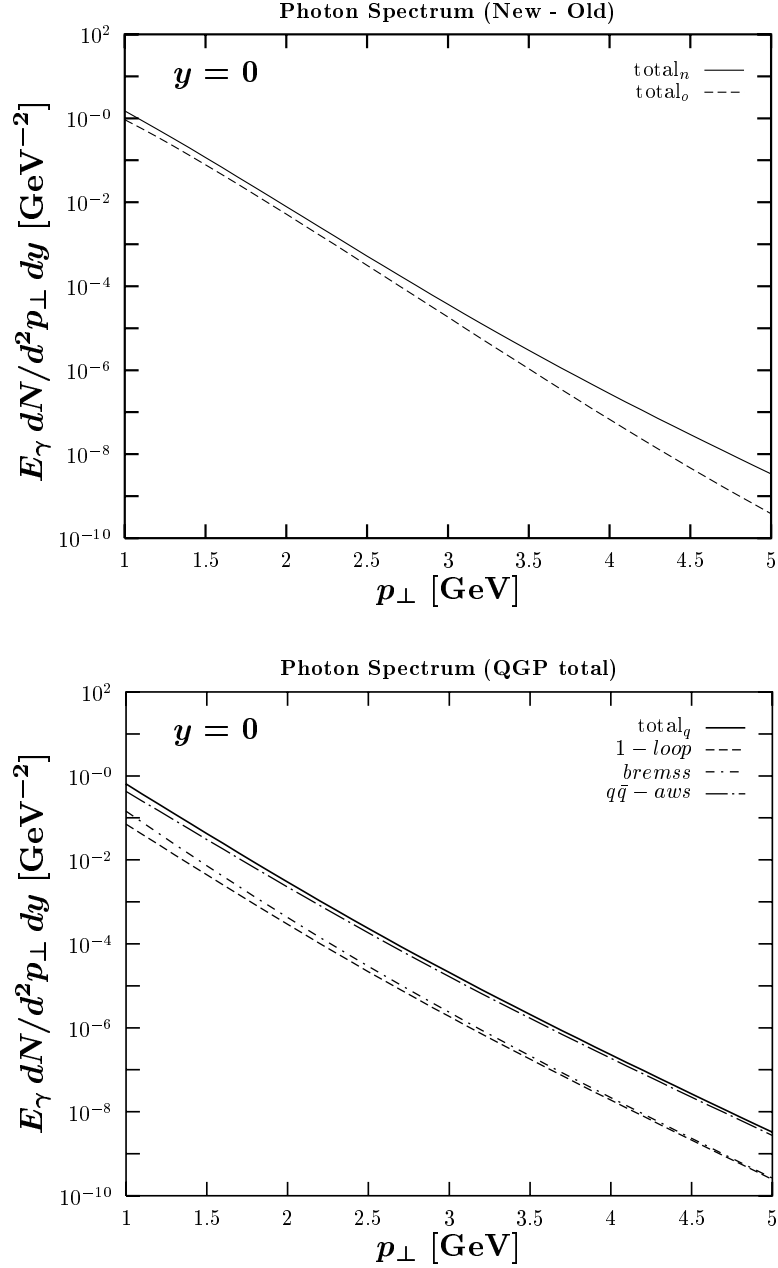 Photon Spectrum (New - Old)
10²
10⁻⁰
10⁻²
10⁻⁴
10⁻⁶
10⁻⁸
10⁻¹⁰
E_γ dN/d²p_⊥ dy [GeV⁻²]
y = 0
total_n
total_o
1 1.5 2 2.5 3 3.5 4 4.5 5
p_⊥ [GeV]
Photon Spectrum (QGP total)
10²
10⁻⁰
10⁻²
10⁻⁴
10⁻⁶
10⁻⁸
10⁻¹⁰
E_γ dN/d²p_⊥ dy [GeV⁻²]
y = 0
total_q
1 − loop
bremss
qq̄ − aws
1 1.5 2 2.5 3 3.5 4 4.5 5
p_⊥ [GeV]